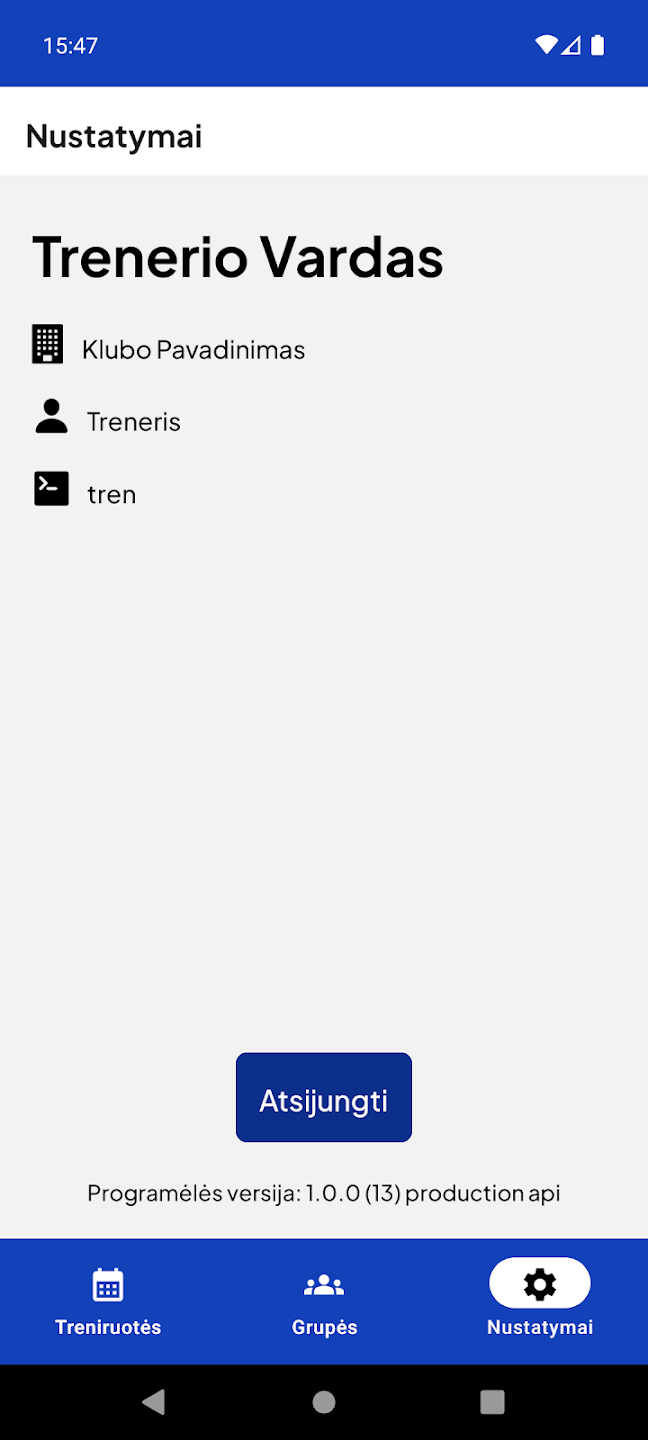 15:47
Nustatymai
Trenerio Vardas
Klubo Pavadinimas
Treneris
tren
Atsijungti
Programėlės versija: 1.0.0 (13) production api
Treniruotės
Grupės
Nustatymai